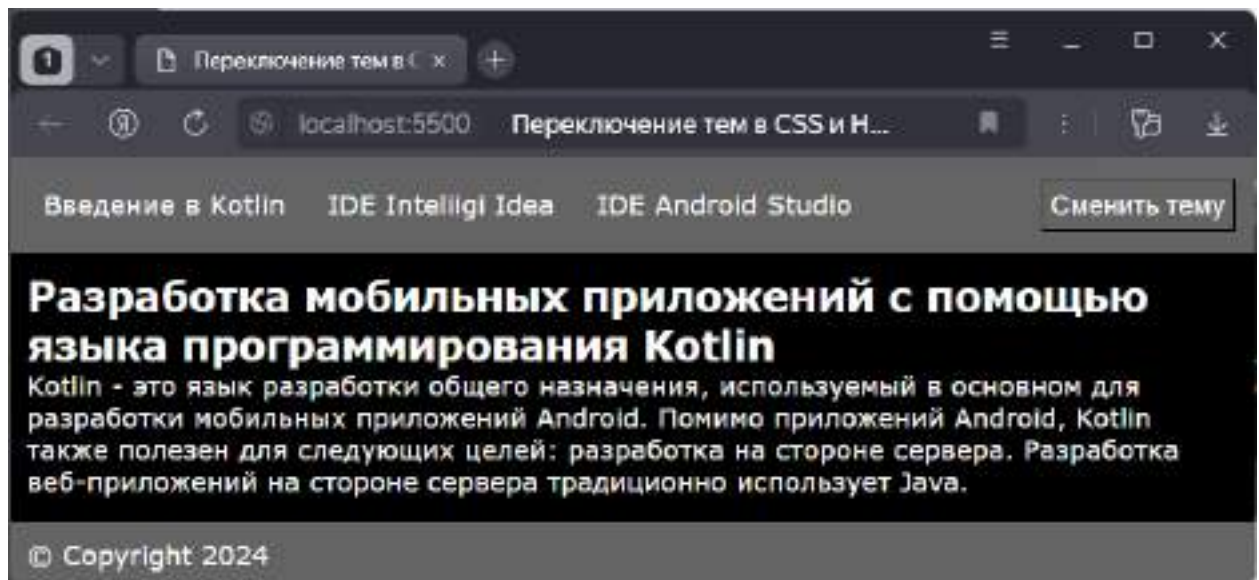 1
Переключение тем в C
localhost:5500 Переключение тем в CSS и H...
Введение в Kotlin IDE Inteliigi Idea IDE Android Studio Сменить тему
Разработка мобильных приложений с помощью
языка программирования Kotlin
Kotlin - это язык разработки общего назначения, используемый в основном для
разработки мобильных приложений Android. Помимо приложений Android, Kotlin
также полезен для следующих целей: разработка на стороне сервера. Разработка
веб-приложений на стороне сервера традиционно использует Java.
© Copyright 2024